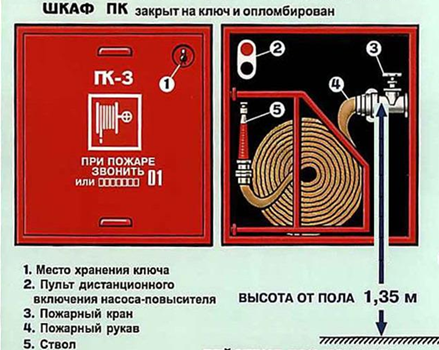 ШКАФ ПК закрыт на ключ и опломбирован
1
ПК-3
ПРИ ПОЖАРЕ
ЗВОНИТЬ
ИЛИ 01
2
3
4
5
1. Место хранения ключа
2. Пульт дистанционного
включения насоса-повысителя
3. Пожарный кран
4. Пожарный рукав
5. Ствол
ВЫСОТА ОТ ПОЛА 1,35 м